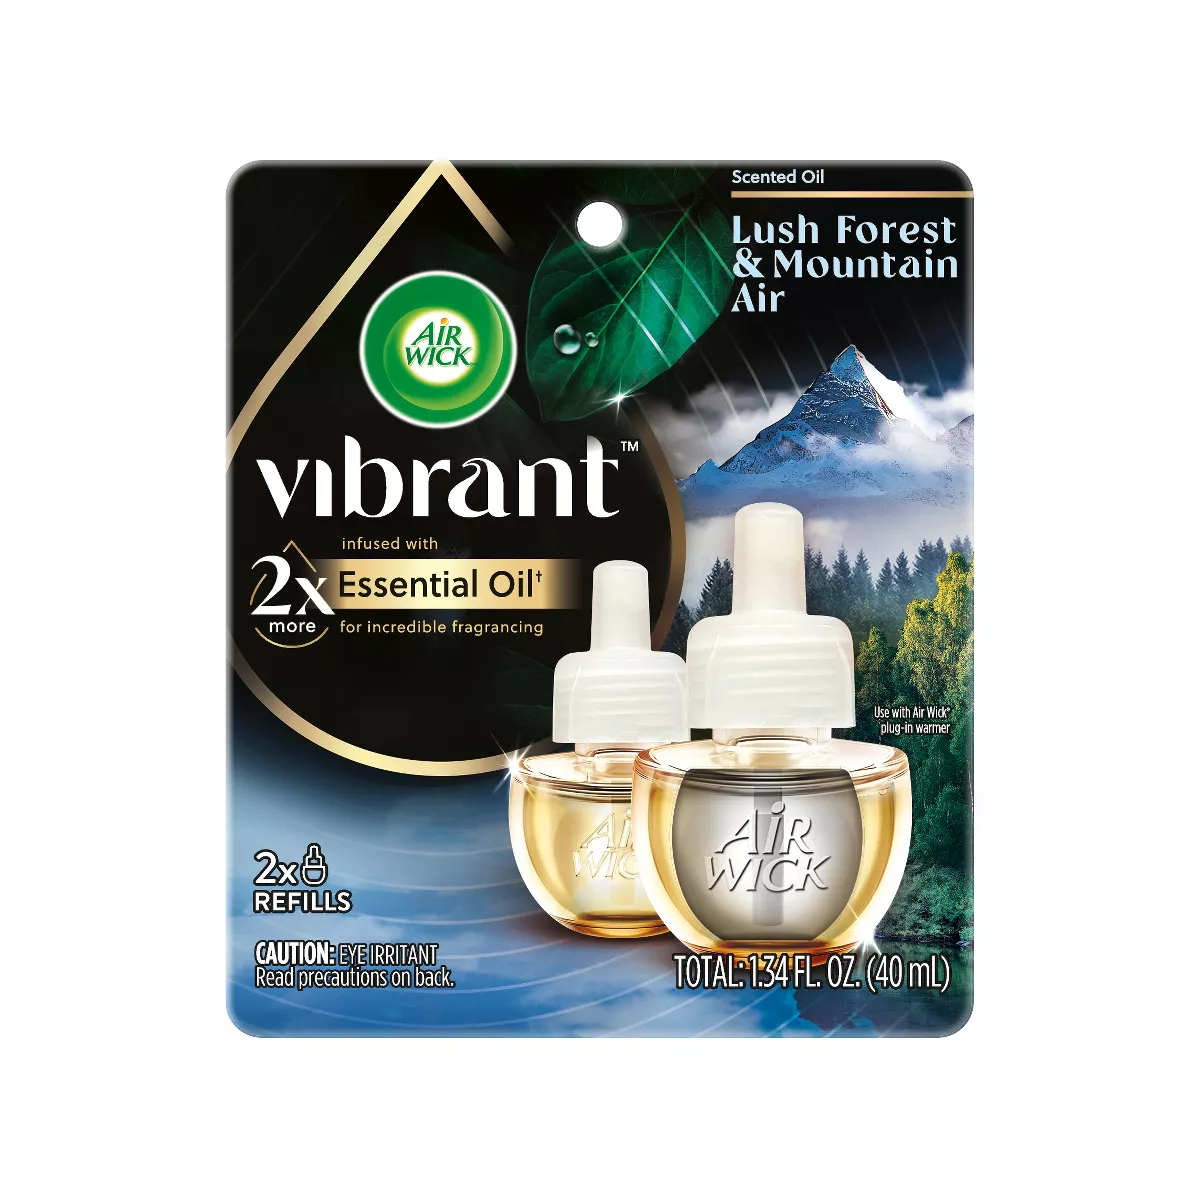 Scented Oil
Lush Forest
& Mountain
Air
AiR
WICK
vibrant™
infused with
2x
more
Essential Oil†
for incredible fragrancing
Use with Air Wick®
plug-in warmer
AiR
WICK
AiR
WIC
2x
REFILLS
CAUTION: EYE IRRITANT
Read precautions on back.
TOTAL: 1.34 FL. OZ. (40 mL)